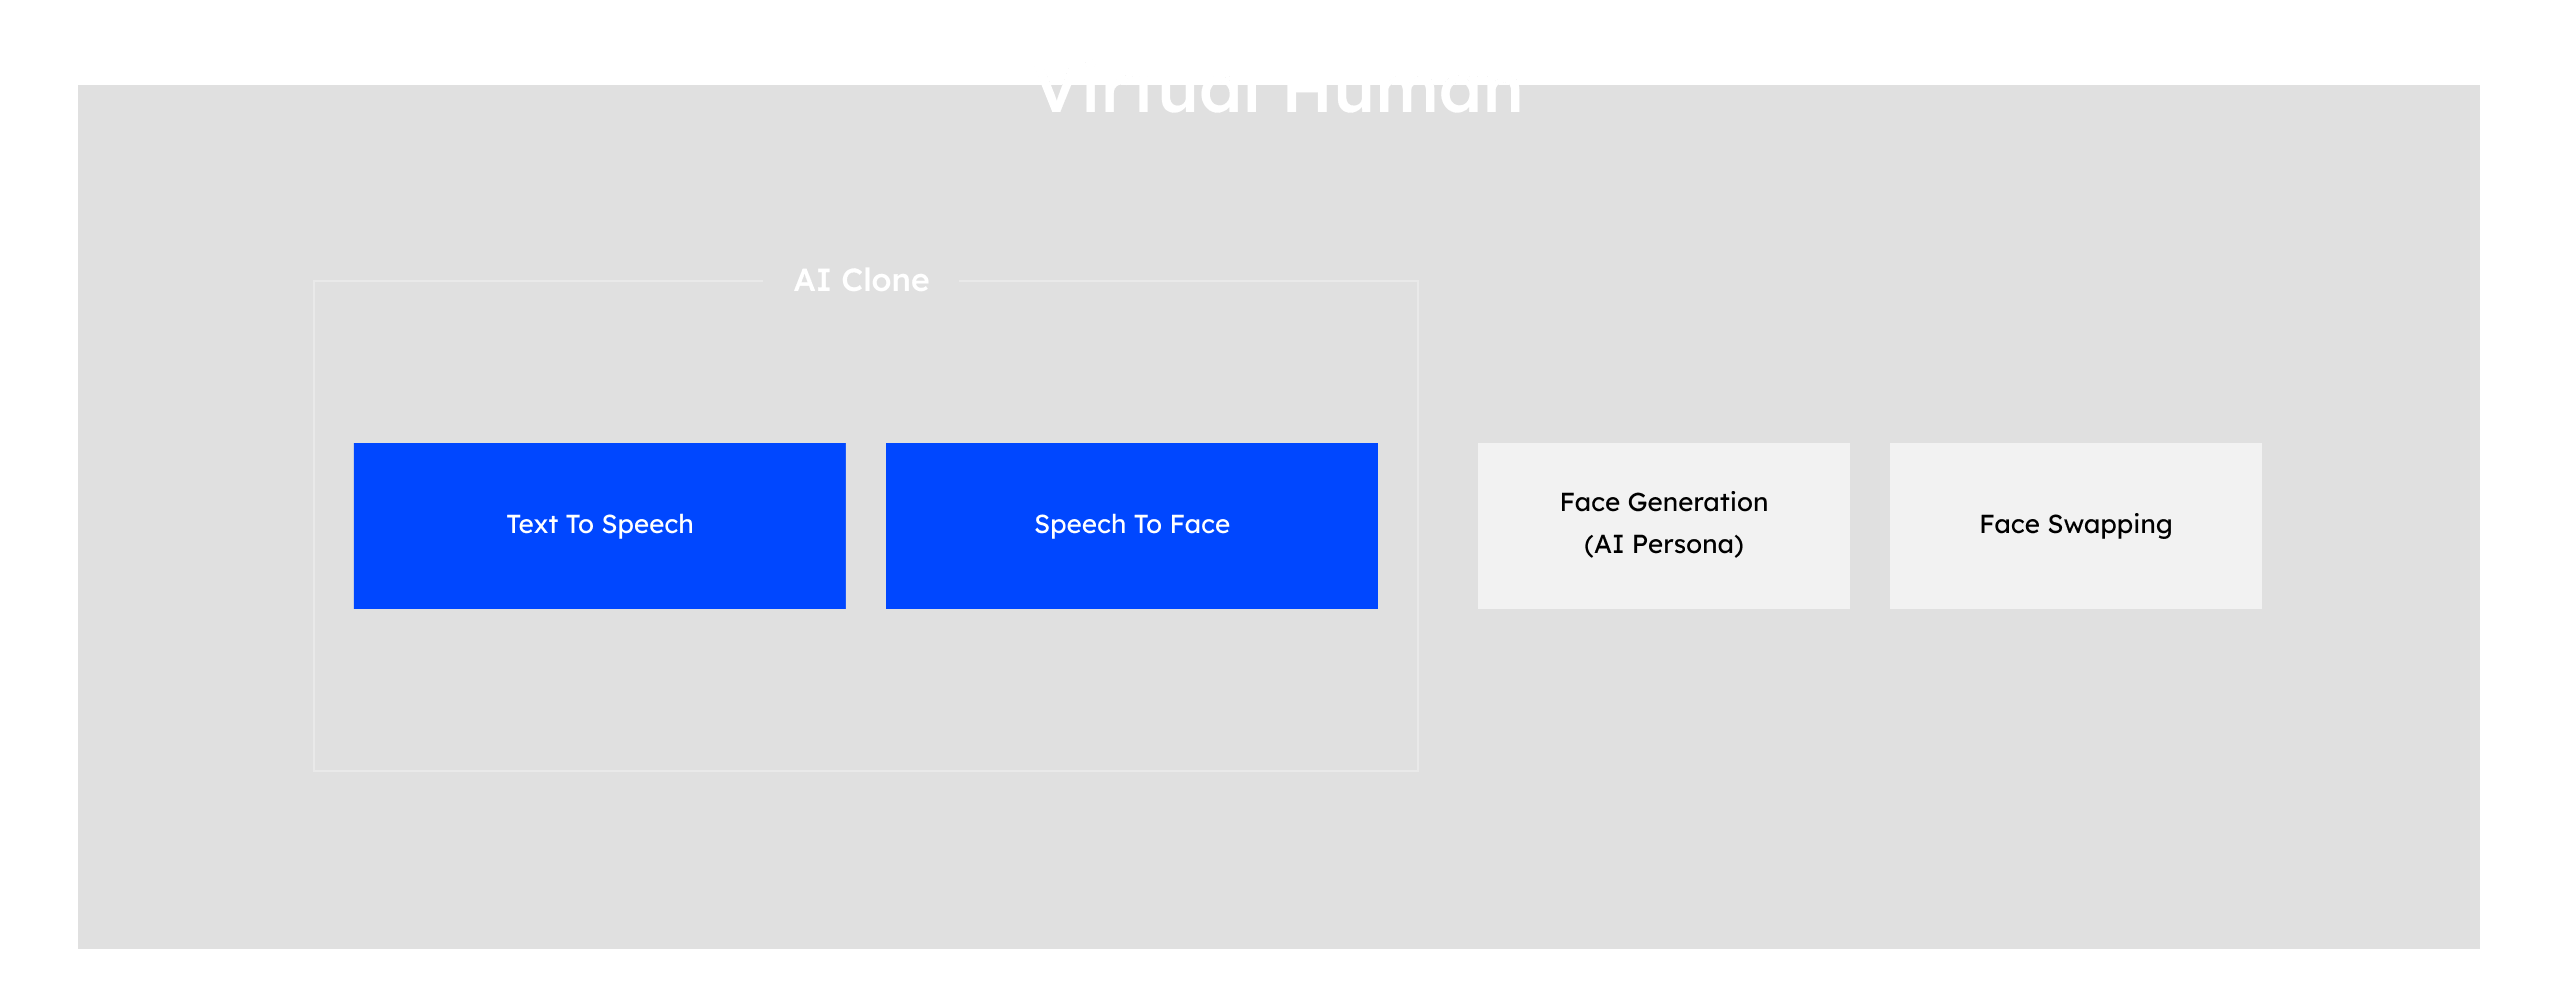 Virtual Human
AI Clone
Text To Speech
Speech To Face
Face Generation
(AI Persona)
Face Swapping